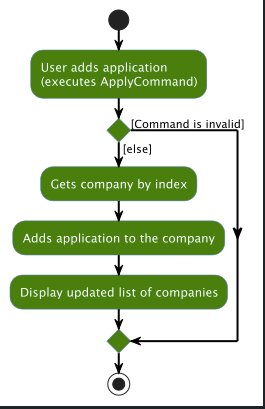 User adds application
(executes ApplyCommand)
[Command is invalid]
[else]
Gets company by index
Adds application to the company
Display updated list of companies